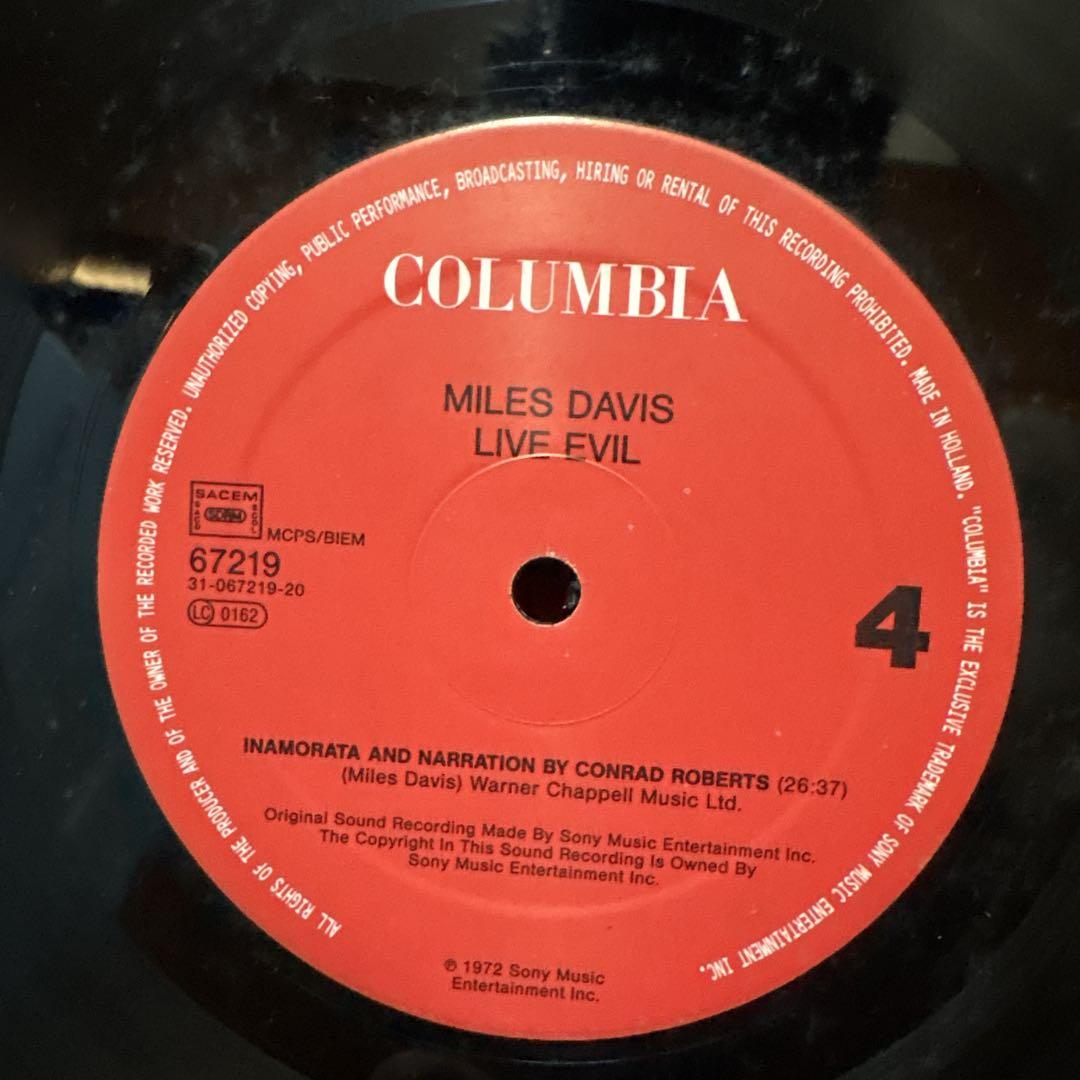 ALL RIGHTS OF THE PRODUCER AND OF THE OWNER OF THE RECORDED WORK RESERVED. UNAUTHORIZED COPYING, PUBLIC PERFORMANCE, BROADCASTING, HIRING OR RENTAL OF THIS RECORDING PROHIBITED. MADE IN HOLLAND. "COLUMBIA" IS THE EXCLUSIVE TRADEMARK OF SONY MUSIC ENTERTAINMENT INC.
COLUMBIA
MILES DAVIS
LIVE EVIL
SACEM
SACD SDRM SGDL
MCPS/BIEM
67219
31-067219-20
LC 0162
4
INAMORATA AND NARRATION BY CONRAD ROBERTS (26:37)
(Miles Davis) Warner Chappell Music Ltd.
Original Sound Recording Made By Sony Music Entertainment Inc.
The Copyright In This Sound Recording Is Owned By
Sony Music Entertainment Inc.
℗ 1972 Sony Music
Entertainment Inc.